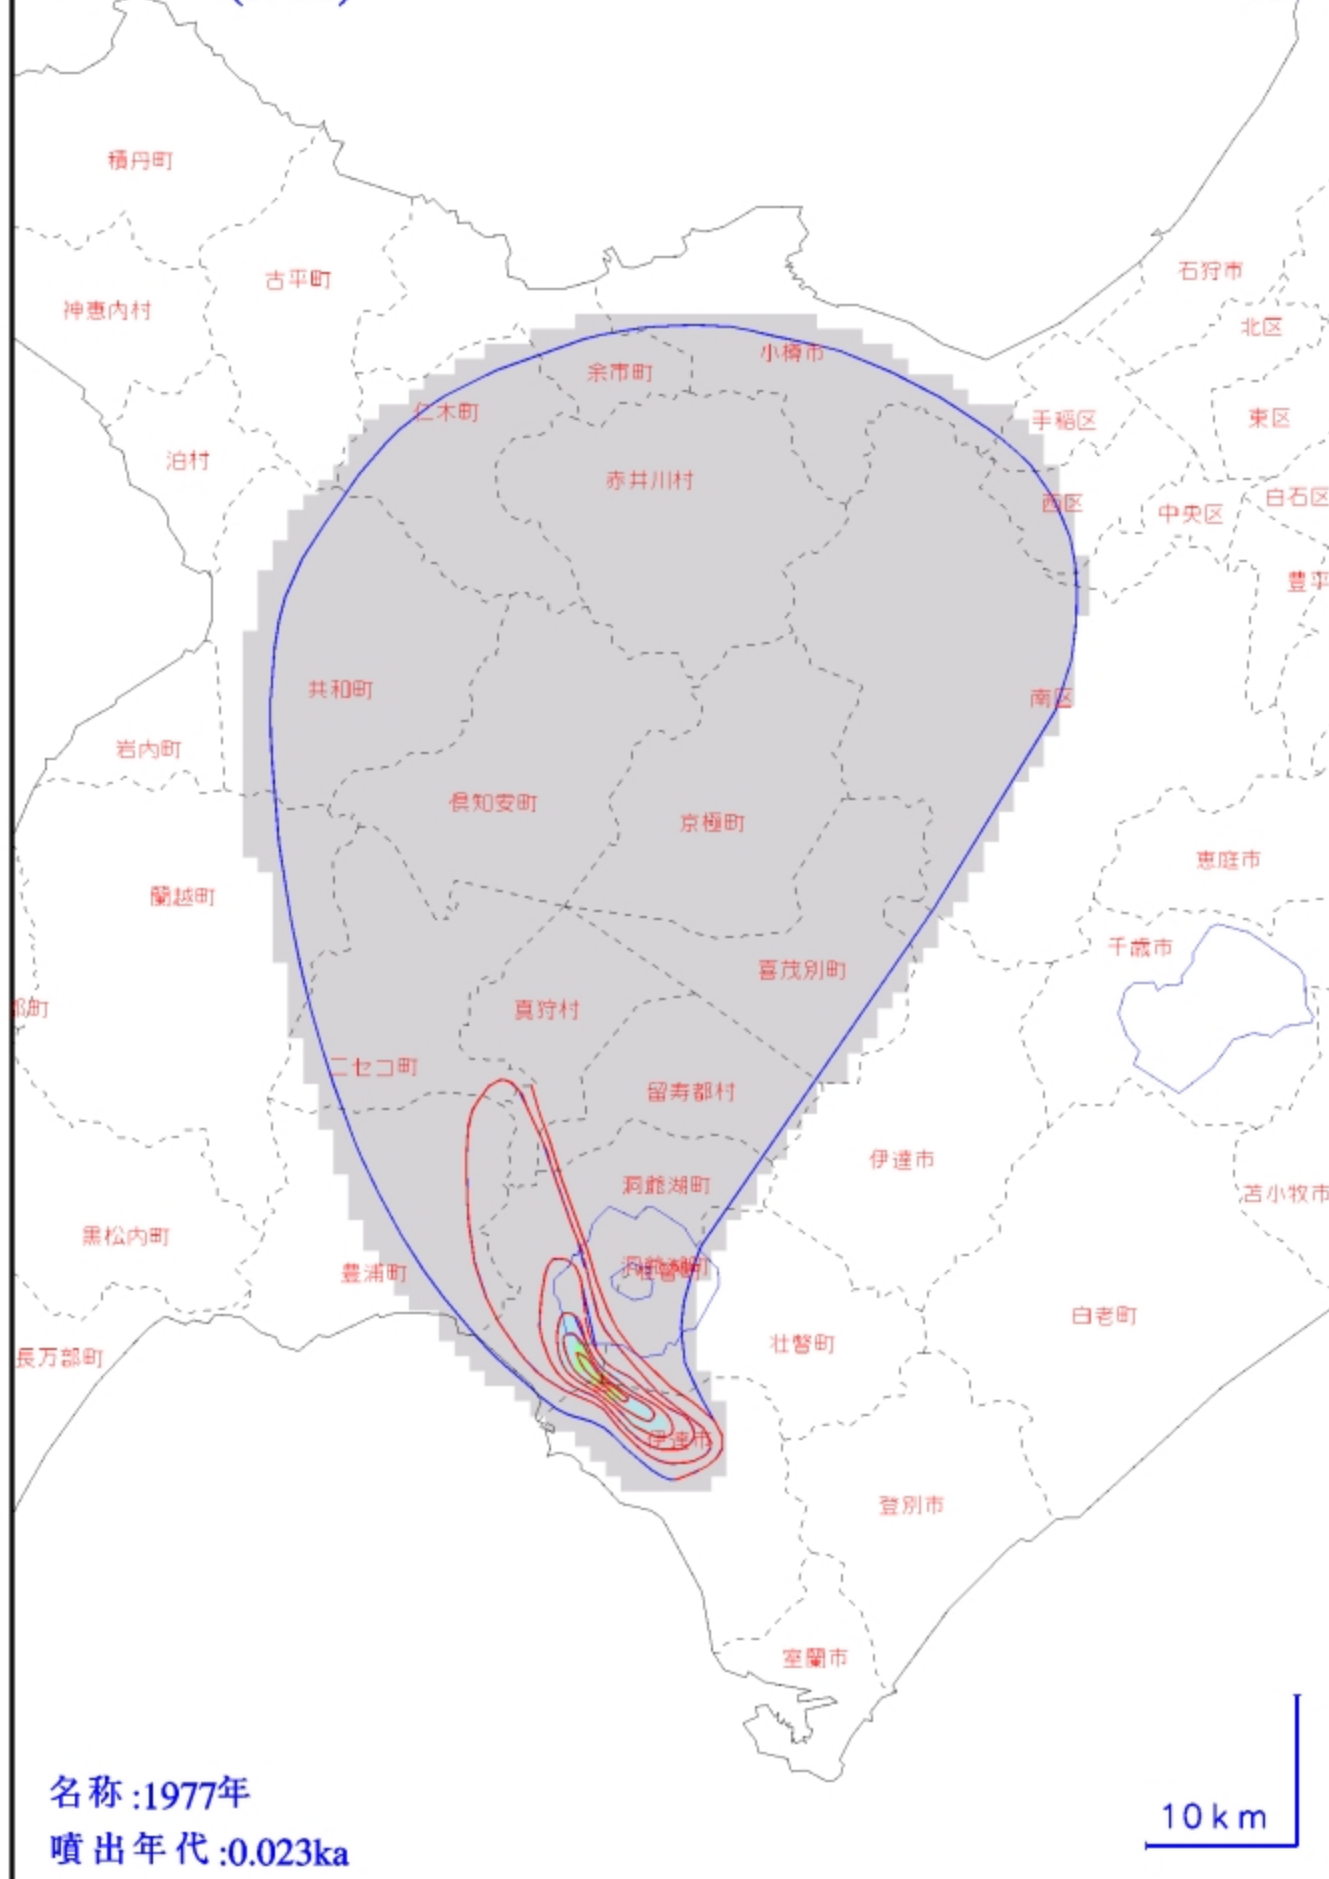 積丹町
古平町
神恵内村
石狩市
北区
小樽市
余市町
仁木町
手稲区
東区
泊村
赤井川村
西区
中央区
白石区
豊平
共和町
南区
岩内町
倶知安町
京極町
恵庭市
蘭越町
千歳市
喜茂別町
部町
真狩村
ニセコ町
留寿都村
伊達市
洞爺湖町
苫小牧市
黒松内町
豊浦町
白老町
壮瞥町
長万部町
伊達市
登別市
室蘭市
名称:1977年
10km
噴出年代:0.023ka